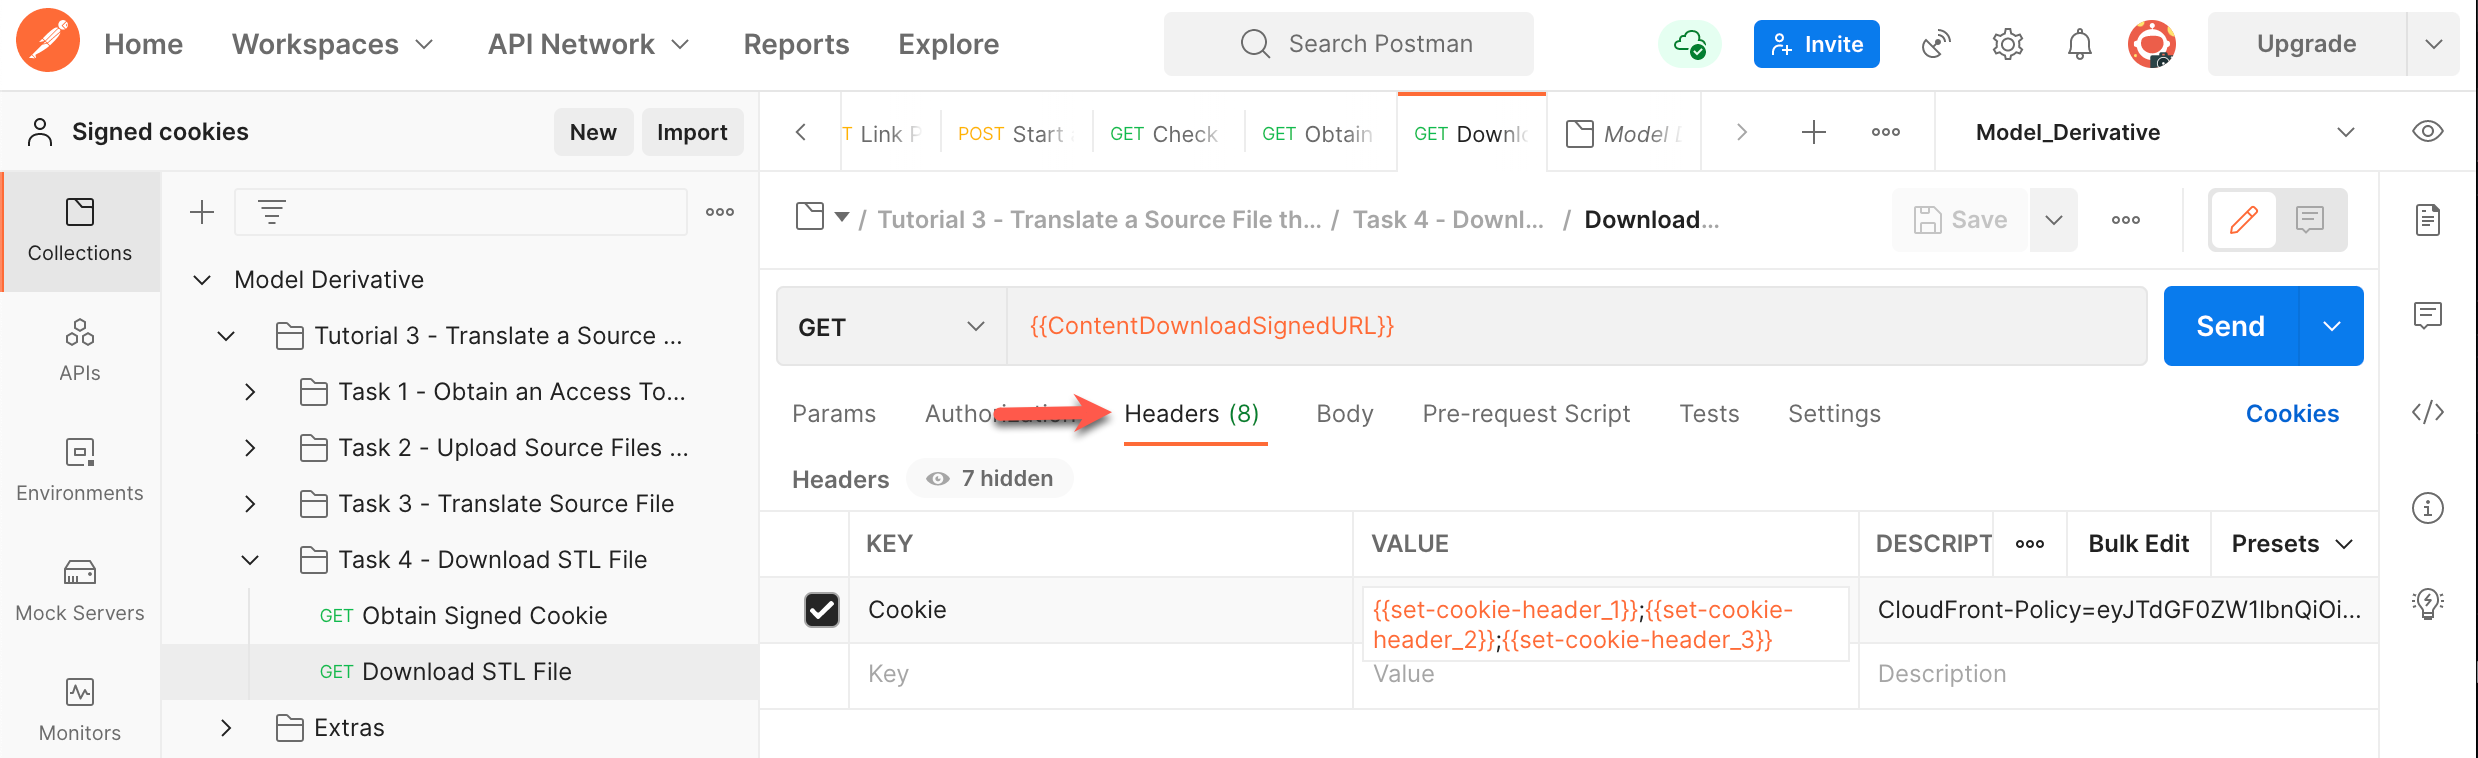 Home Workspaces API Network Reports Explore Search Postman Invite Upgrade
Signed cookies New Import
Link P POST Start GET Check GET Obtain GET Downlo Model D Model_Derivative
Collections
APIs
Environments
Mock Servers
Monitors
Model Derivative
Tutorial 3 - Translate a Source ...
Task 1 - Obtain an Access To...
Task 2 - Upload Source Files ...
Task 3 - Translate Source File
Task 4 - Download STL File
GET Obtain Signed Cookie
GET Download STL File
Extras
/ Tutorial 3 - Translate a Source File th... / Task 4 - Downl... / Download... Save
GET {{ContentDownloadSignedURL}} Send
Params Authorization Headers (8) Body Pre-request Script Tests Settings Cookies
Headers 7 hidden
KEY VALUE DESCRIPT Bulk Edit Presets
Cookie {{set-cookie-header_1}};{{set-cookie-
header_2}};{{set-cookie-header_3}} CloudFront-Policy=eyJTdGF0ZW1lbnQiOi...
Key Value Description